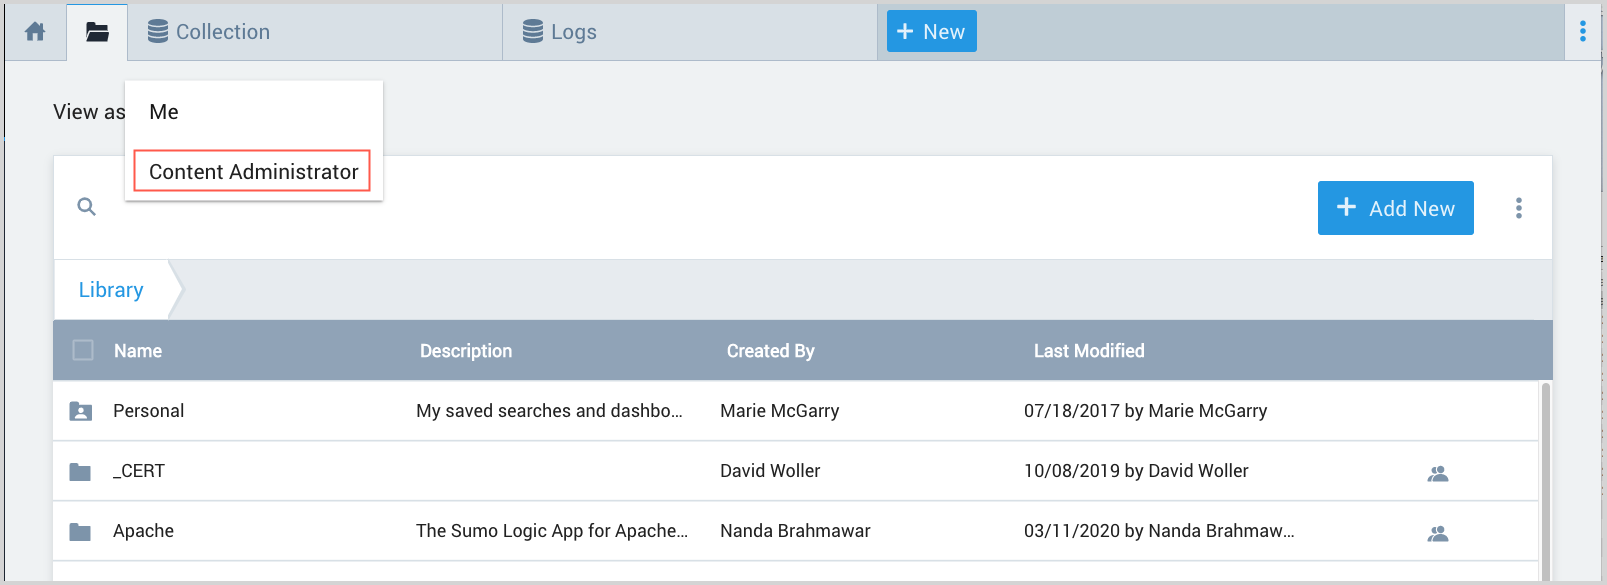 Collection
Logs
+ New
View as
Me
Content Administrator
+ Add New
Library
Name Description Created By Last Modified
Personal My saved searches and dashbo... Marie McGarry 07/18/2017 by Marie McGarry
_CERT David Woller 10/08/2019 by David Woller
Apache The Sumo Logic App for Apache... Nanda Brahmawar 03/11/2020 by Nanda Brahmaw...